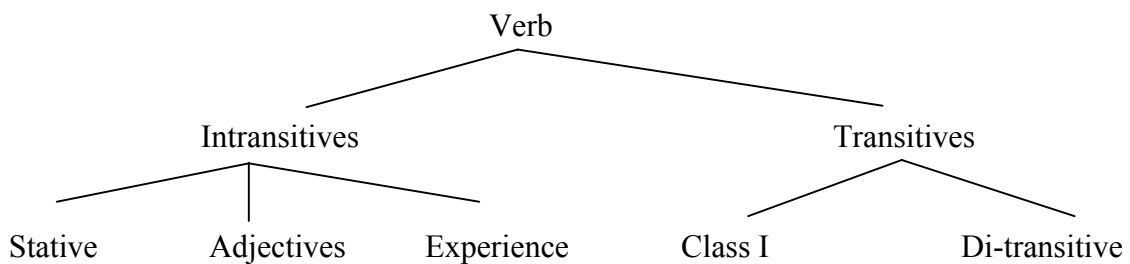 Verb
Intransitives Transitives
Stative Adjectives Experience Class I Di-transitive